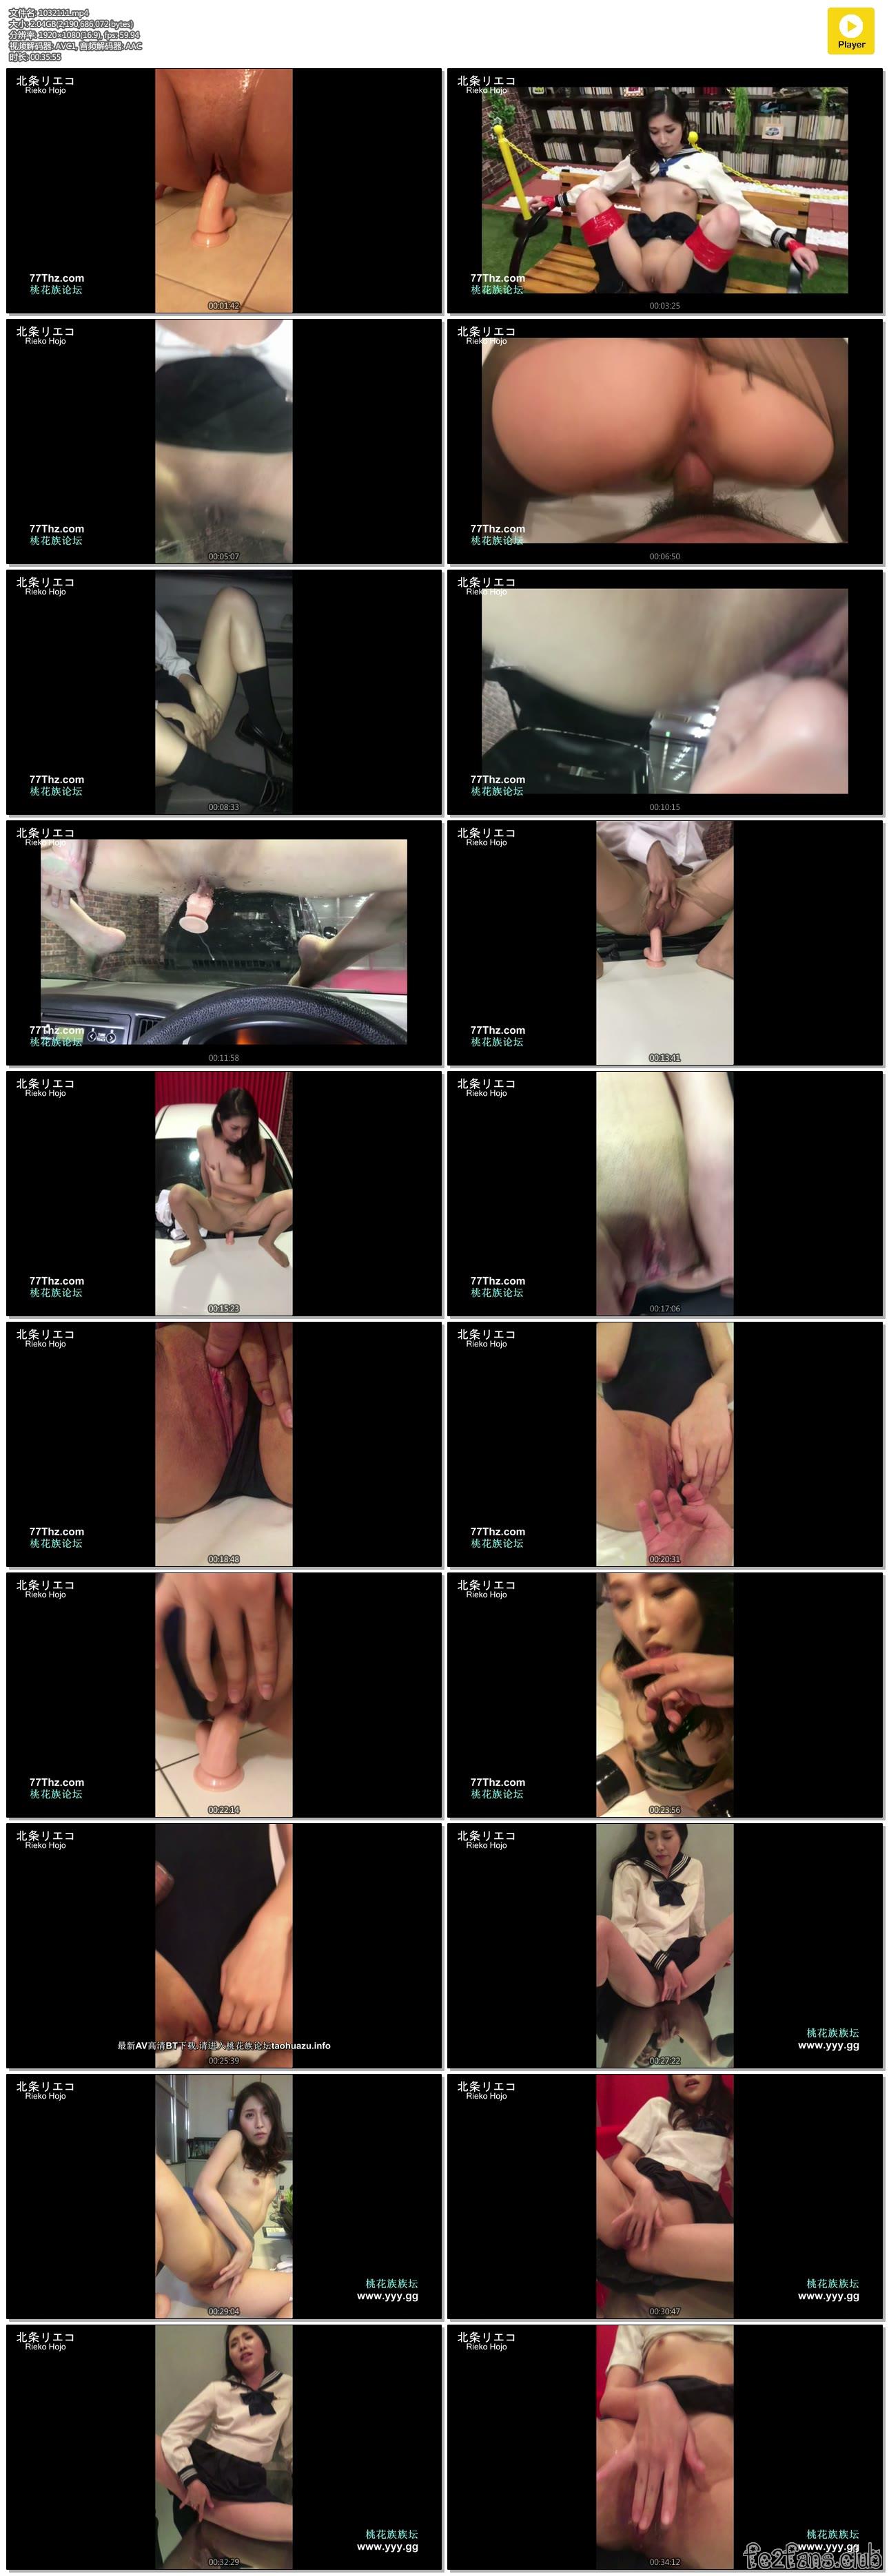 文件名: 1032111.mp4
大小: 2.04GB(2,190,686,072 bytes)
分辨率: 1920×1080(16:9), fps: 59.94
视频解码器: AVC1, 音频解码器: AAC
时长: 00:35:55
Player
北条リエコ
Rieko Hojo
77Thz.com
桃花族论坛
00:01:42
北条リエコ
Rieko Hojo
77Thz.com
桃花族论坛
00:03:25
北条リエコ
Rieko Hojo
77Thz.com
桃花族论坛
00:05:07
北条リエコ
Rieko Hojo
77Thz.com
桃花族论坛
00:06:50
北条リエコ
Rieko Hojo
77Thz.com
桃花族论坛
00:08:33
北条リエコ
Rieko Hojo
77Thz.com
桃花族论坛
00:10:15
北条リエコ
Rieko Hojo
77Thz.com
桃花族论坛
00:11:58
北条リエコ
Rieko Hojo
77Thz.com
桃花族论坛
00:13:41
北条リエコ
Rieko Hojo
77Thz.com
桃花族论坛
00:15:23
北条リエコ
Rieko Hojo
77Thz.com
桃花族论坛
00:17:06
北条リエコ
Rieko Hojo
77Thz.com
桃花族论坛
00:18:48
北条リエコ
Rieko Hojo
77Thz.com
桃花族论坛
00:20:31
北条リエコ
Rieko Hojo
77Thz.com
桃花族论坛
00:22:14
北条リエコ
Rieko Hojo
77Thz.com
桃花族论坛
00:23:56
北条リエコ
Rieko Hojo
最新AV高清BT下载,请进入桃花族论坛taohuazu.info
00:25:39
北条リエコ
Rieko Hojo
桃花族论坛
www.yyy.gg
00:27:22
北条リエコ
Rieko Hojo
桃花族族坛
www.yyy.gg
00:29:04
北条リエコ
Rieko Hojo
桃花族族坛
www.yyy.gg
00:30:47
北条リエコ
Rieko Hojo
桃花族族坛
www.yyy.gg
00:32:29
北条リエコ
Rieko Hojo
桃花族族坛
www.yyy.gg
00:34:12
Fe2Fans.club